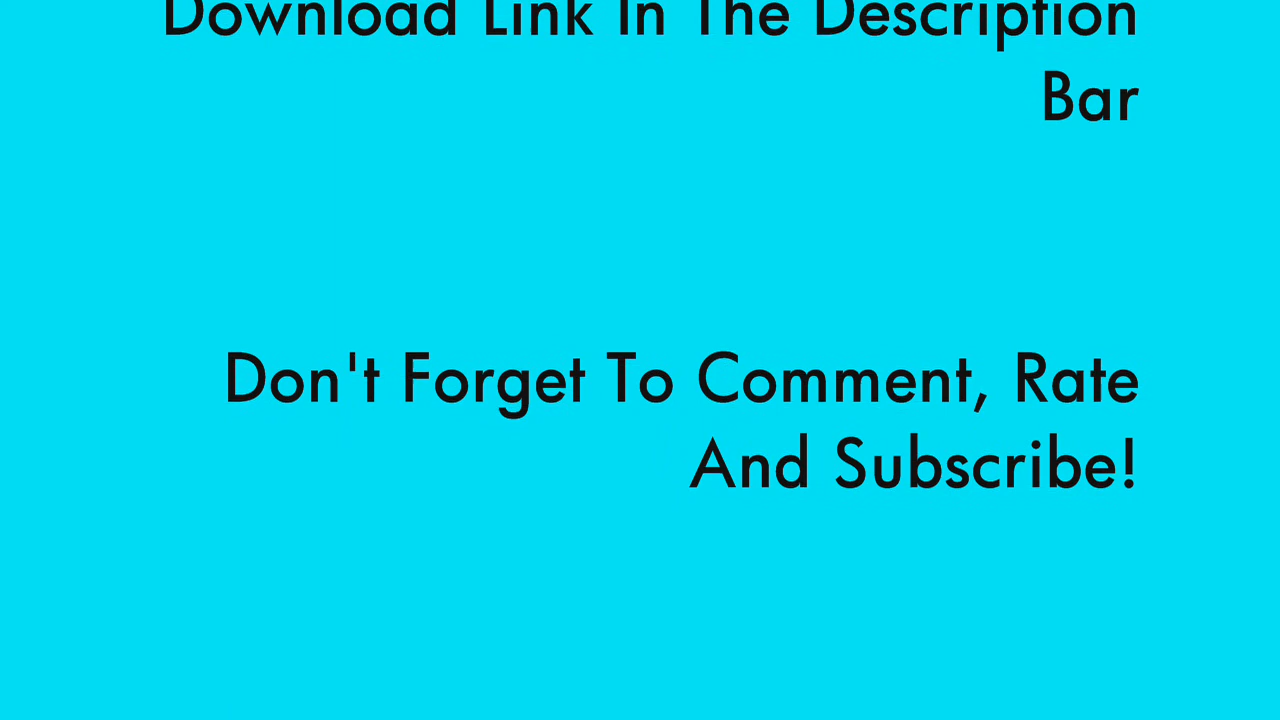 Download Link In The Description
Bar
Don't Forget To Comment, Rate
And Subscribe!